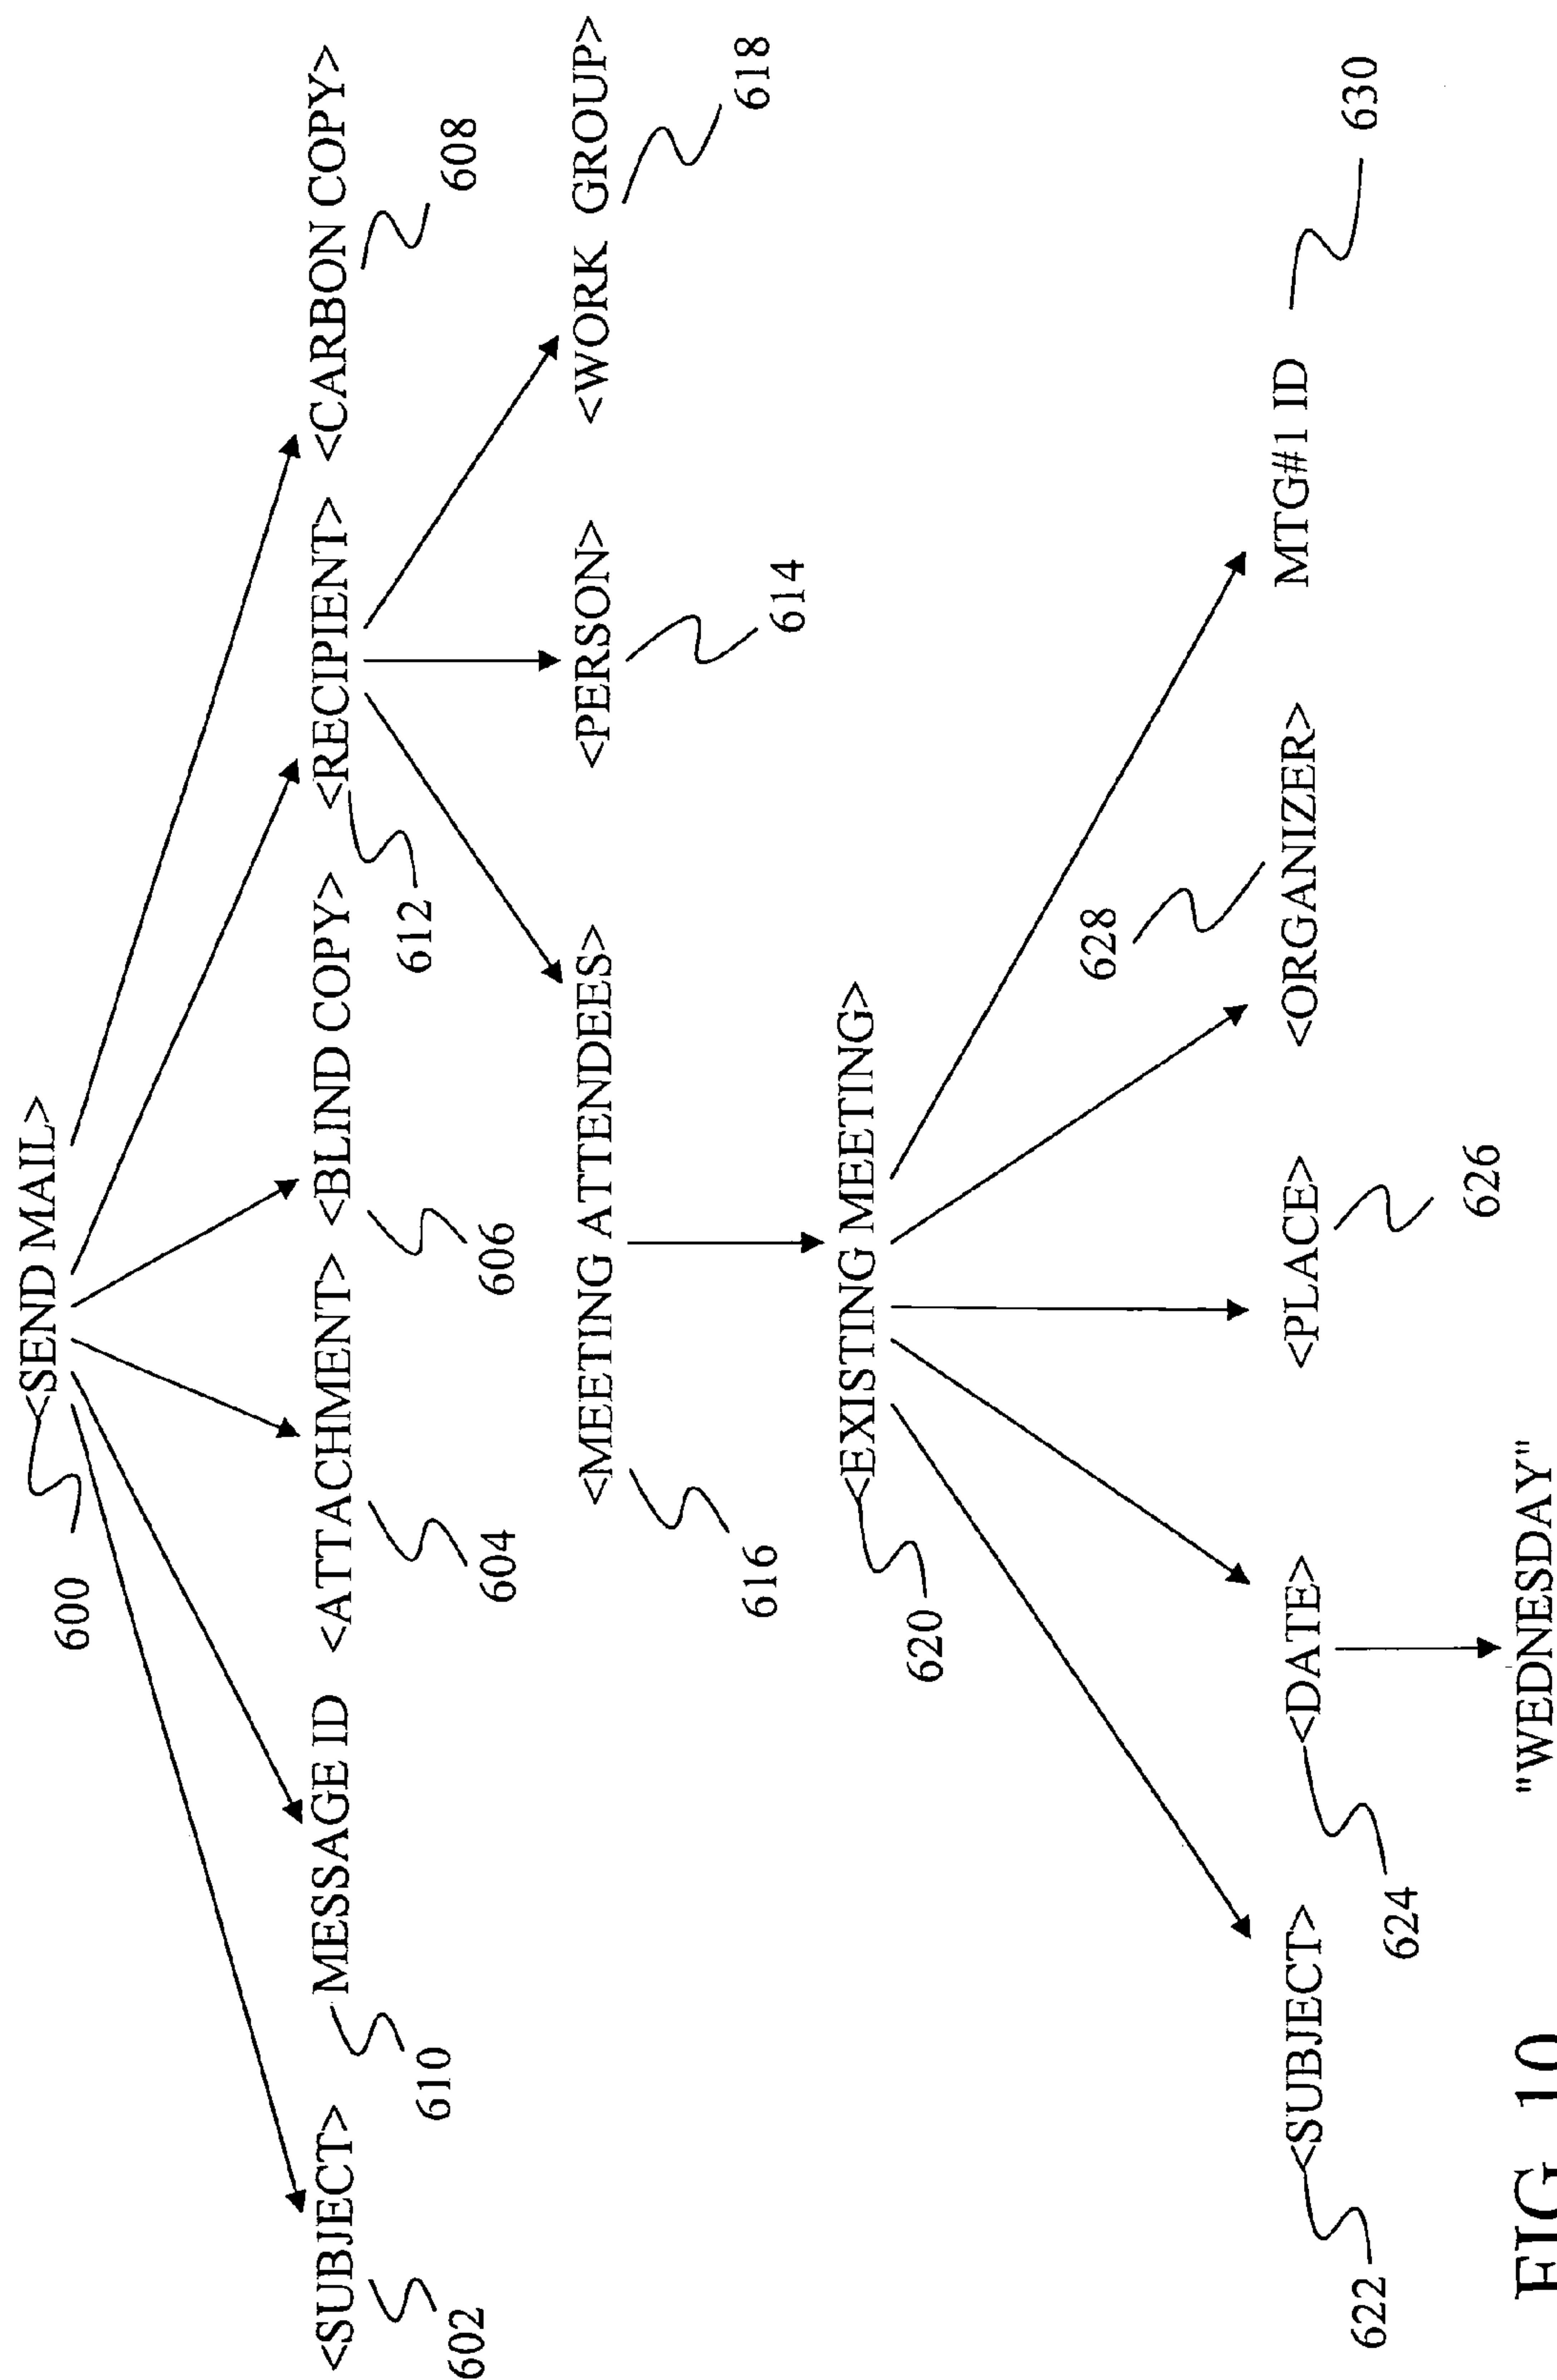 <SEND MAIL>
600
<SUBJECT> MESSAGE ID <ATTACHMENT> <BLIND COPY> <RECIPIENT> <CARBON COPY>
602 610 604 606 612 608
<MEETING ATTENDEES> <PERSON> <WORK GROUP>
616 614 618
<EXISTING MEETING>
620
628
<SUBJECT> <DATE> <PLACE> <ORGANIZER> MTG#1 ID
622 624 626 630
"WEDNESDAY"
FIG 10